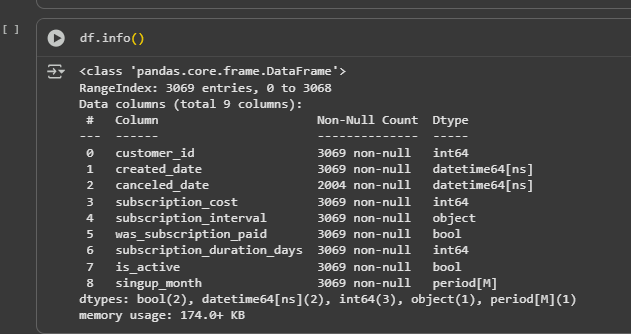 [ ]
df.info()
<class 'pandas.core.frame.DataFrame'>
RangeIndex: 3069 entries, 0 to 3068
Data columns (total 9 columns):
 #   Column                      Non-Null Count  Dtype
---  ------                      --------------  -----
 0   customer_id                 3069 non-null   int64
 1   created_date                3069 non-null   datetime64[ns]
 2   canceled_date               2004 non-null   datetime64[ns]
 3   subscription_cost           3069 non-null   int64
 4   subscription_interval       3069 non-null   object
 5   was_subscription_paid       3069 non-null   bool
 6   subscription_duration_days  3069 non-null   int64
 7   is_active                   3069 non-null   bool
 8   singup_month                3069 non-null   period[M]
dtypes: bool(2), datetime64[ns](2), int64(3), object(1), period[M](1)
memory usage: 174.0+ KB